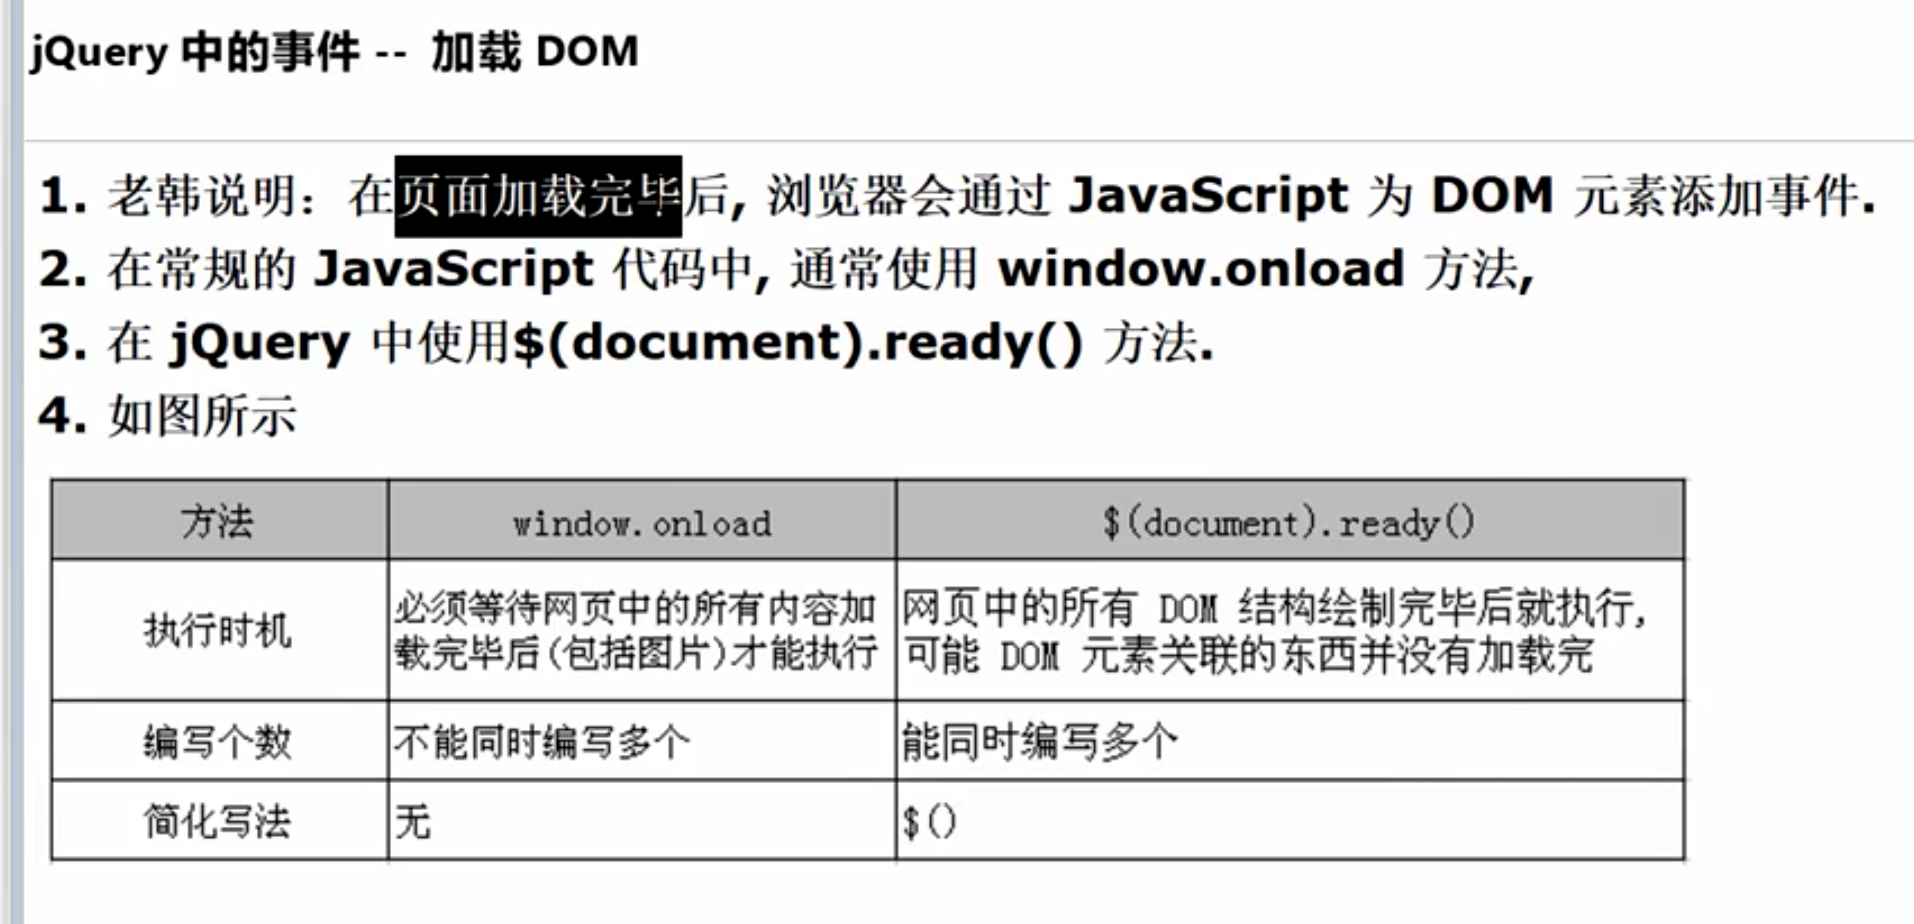 jQuery 中的事件 -- 加载 DOM
1. 老韩说明：在页面加载完毕后, 浏览器会通过 JavaScript 为 DOM 元素添加事件.
2. 在常规的 JavaScript 代码中, 通常使用 window.onload 方法,
3. 在 jQuery 中使用$(document).ready() 方法.
4. 如图所示
方法 window.onload $(document).ready()
执行时机 必须等待网页中的所有内容加 网页中的所有 DOM 结构绘制完毕后就执行,
载完毕后(包括图片)才能执行 可能 DOM 元素关联的东西并没有加载完
编写个数 不能同时编写多个 能同时编写多个
简化写法 无 $()